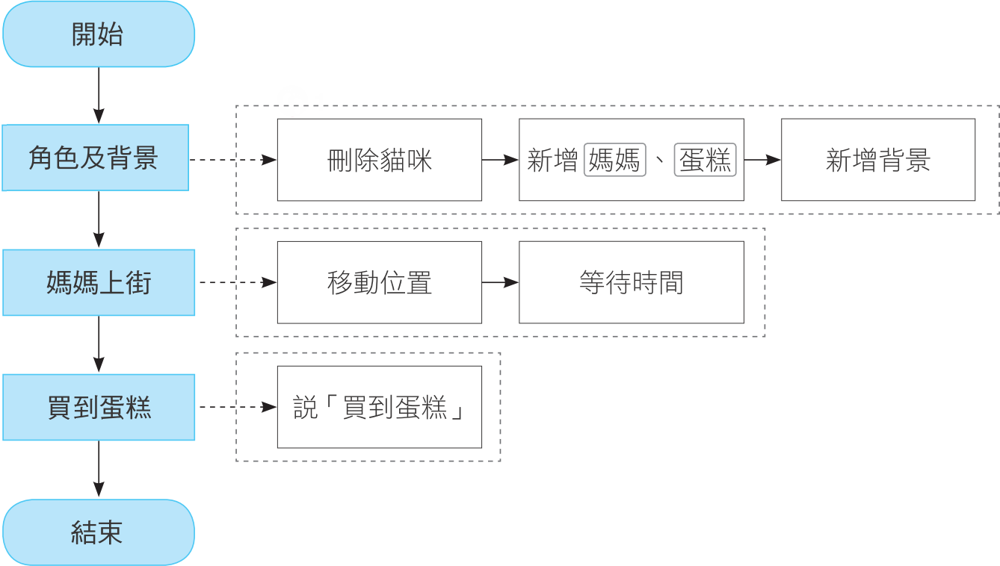 開始
角色及背景
刪除貓咪
新增 媽媽、蛋糕
新增背景
媽媽上街
移動位置
等待時間
買到蛋糕
説「買到蛋糕」
結束